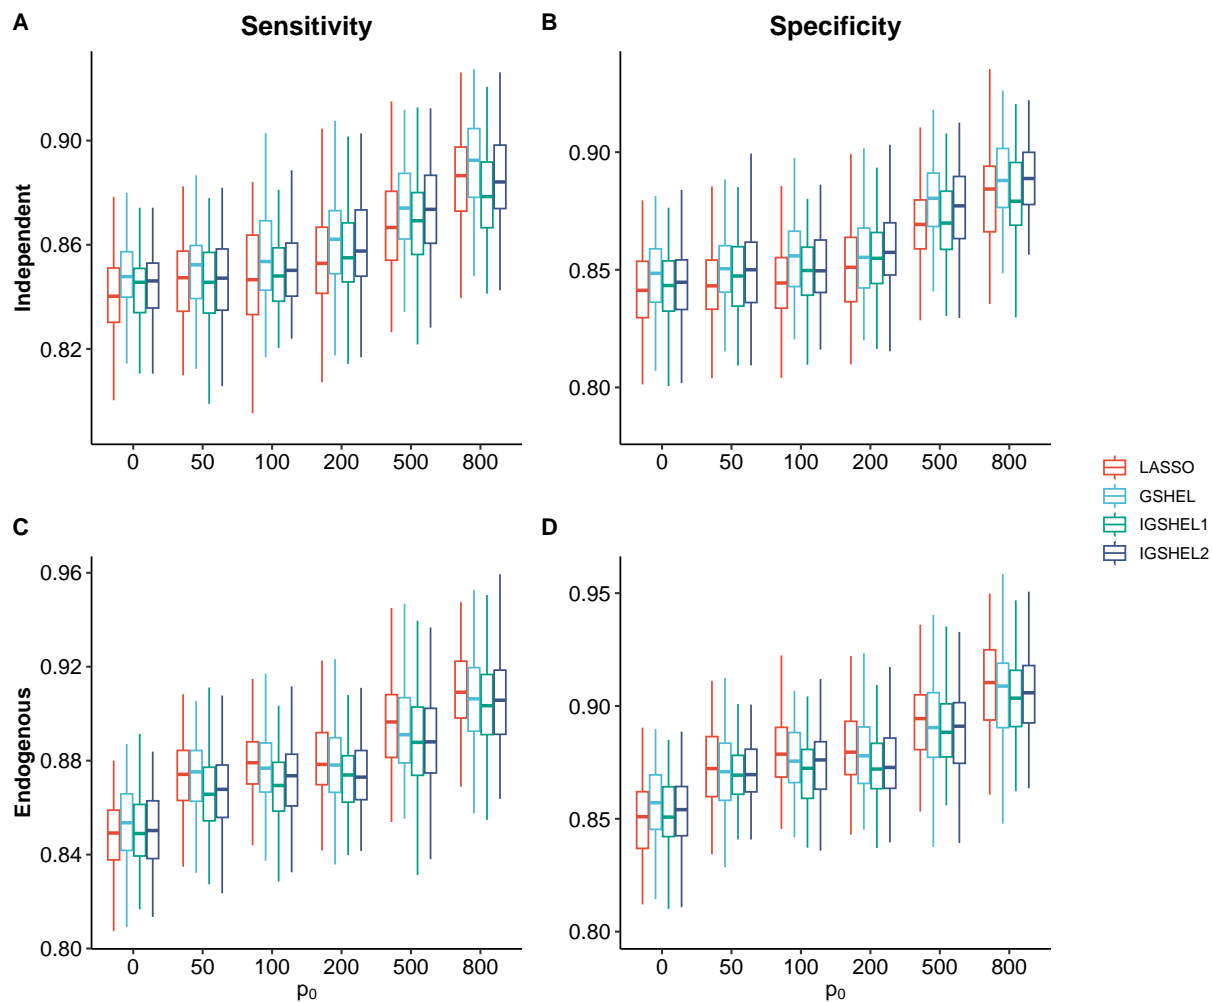 A Sensitivity
B Specificity
Independent
0.90
0.86
0.82
0 50 100 200 500 800
0.90
0.85
0.80
0 50 100 200 500 800
LASSO
GSHEL
IGSHEL1
IGSHEL2
C
D
Endogenous
0.96
0.92
0.88
0.84
0.80
0 50 100 200 500 800
p₀
0.95
0.90
0.85
0.80
0 50 100 200 500 800
p₀